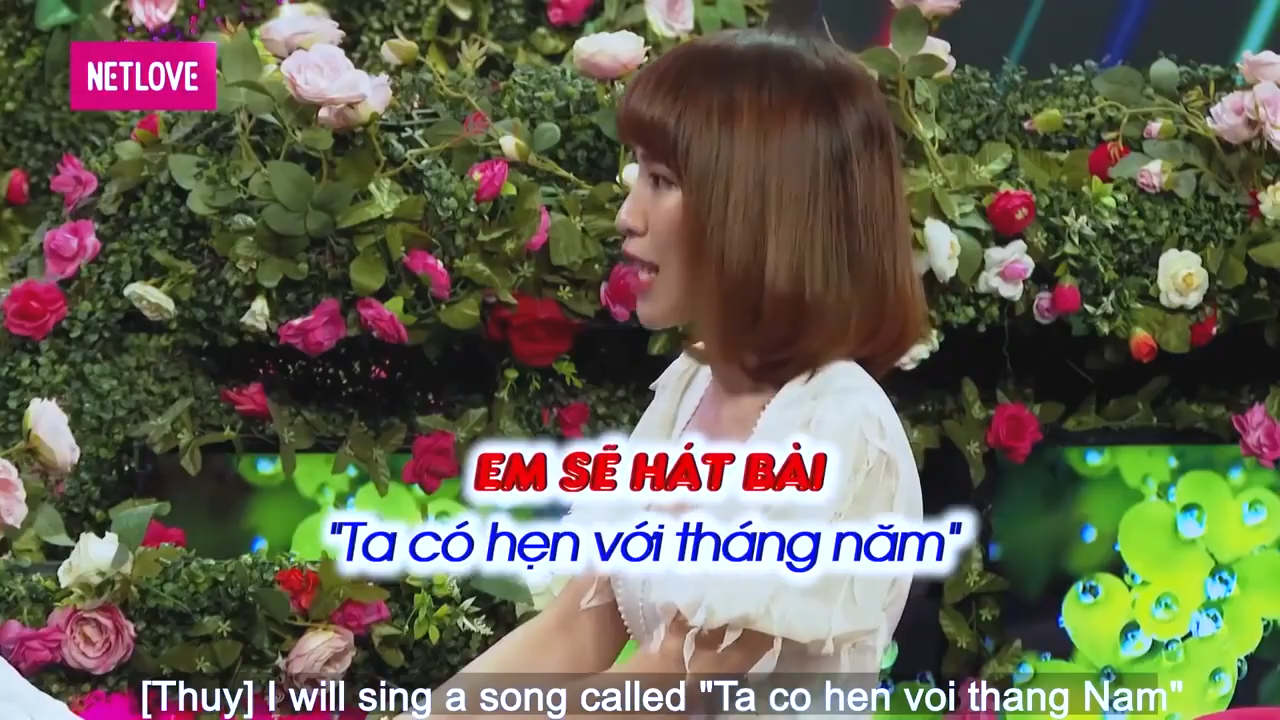 NETLOVE
EM SẼ HÁT BÀI
"Ta có hẹn với tháng năm"
[Thuy] I will sing a song called "Ta co hen voi thang Nam"